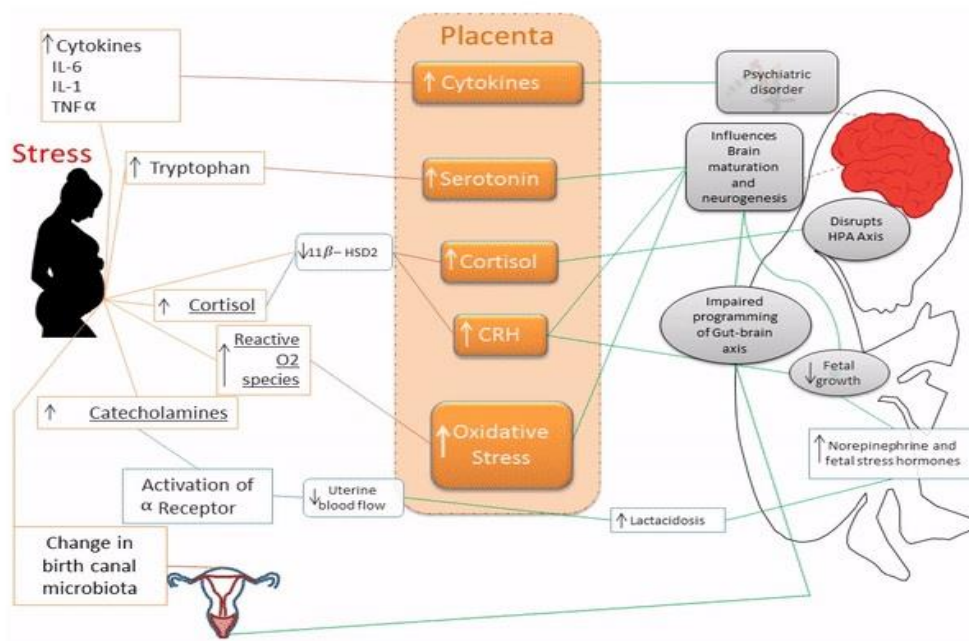 Placenta
↑ Cytokines
IL-6
IL-1
TNF α
↑ Cytokines
Psychiatric
disorder
Stress
↑ Tryptophan
↑ Serotonin
Influences
Brain
maturation
and
neurogenesis
↓ 11β– HSD2
↑ Cortisol
Disrupts
HPA Axis
↑ Cortisol
↑ CRH
Impaired
programming
of Gut-brain
axis
↑ Reactive
O2
species
↓ Fetal
growth
↑ Catecholamines
↑ Oxidative
Stress
↑ Norepinephrine and
fetal stress hormones
Activation of
α Receptor
↓ Uterine
blood flow
↑ Lactacidosis
Change in
birth canal
microbiota